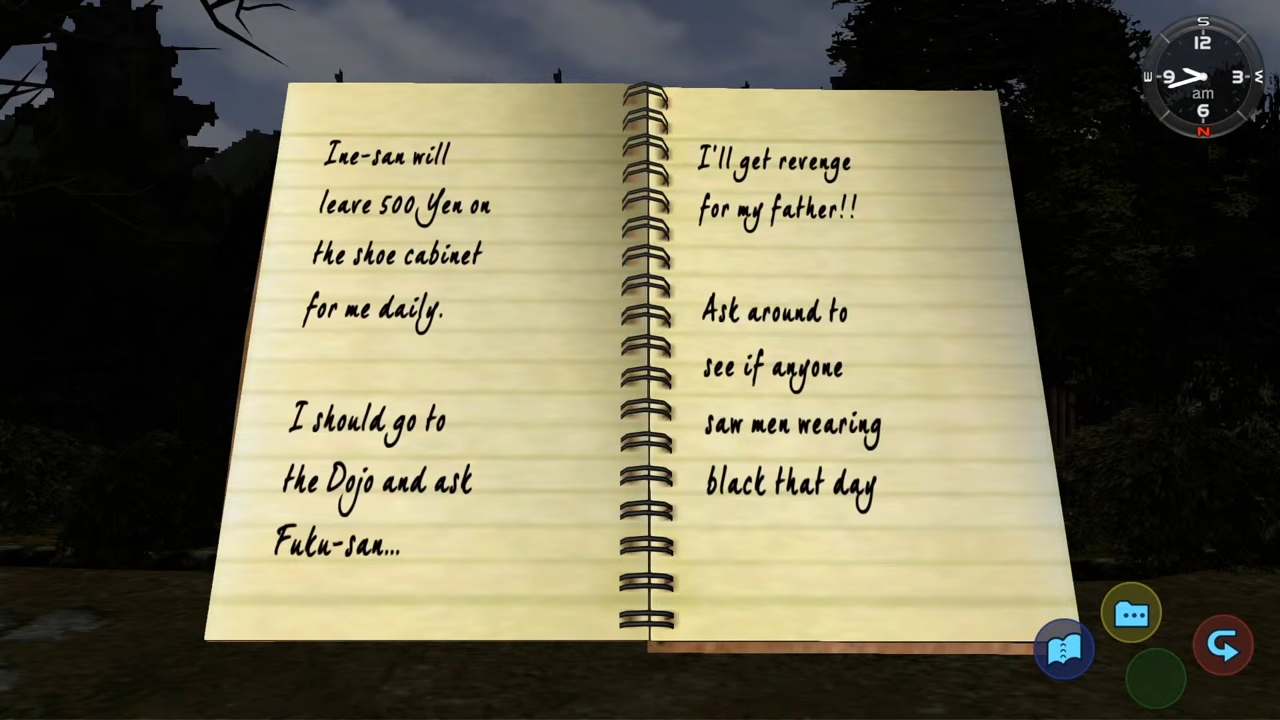 Ine-san will
leave 500 Yen on
the shoe cabinet
for me daily.
I should go to
the Dojo and ask
Fuku-san...
I'll get revenge
for my father!!
Ask around to
see if anyone
saw men wearing
black that day
S
12
E 9 3 W
am
6
N